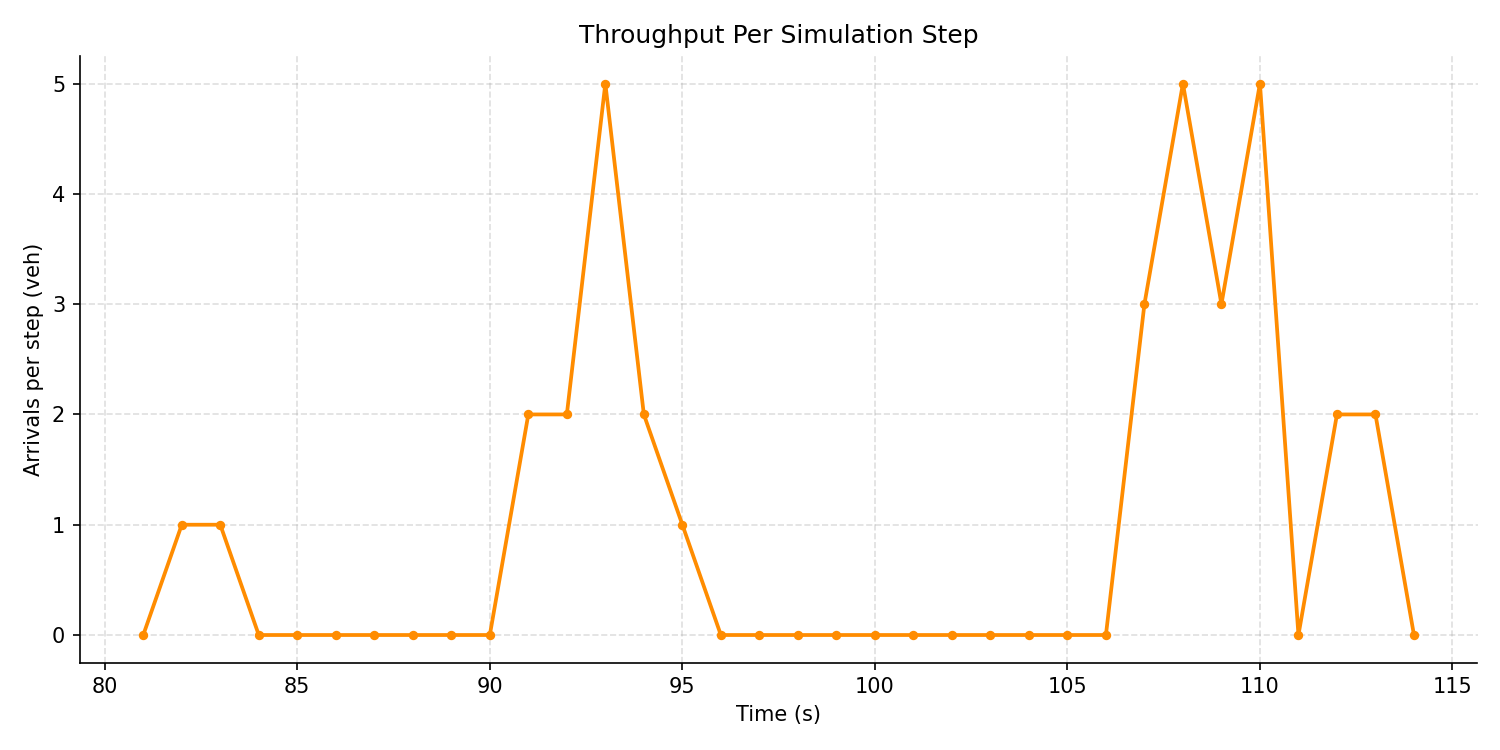 Throughput Per Simulation Step
Arrivals per step (veh)
5
4
3
2
1
0
80 85 90 95 100 105 110 115
Time (s)